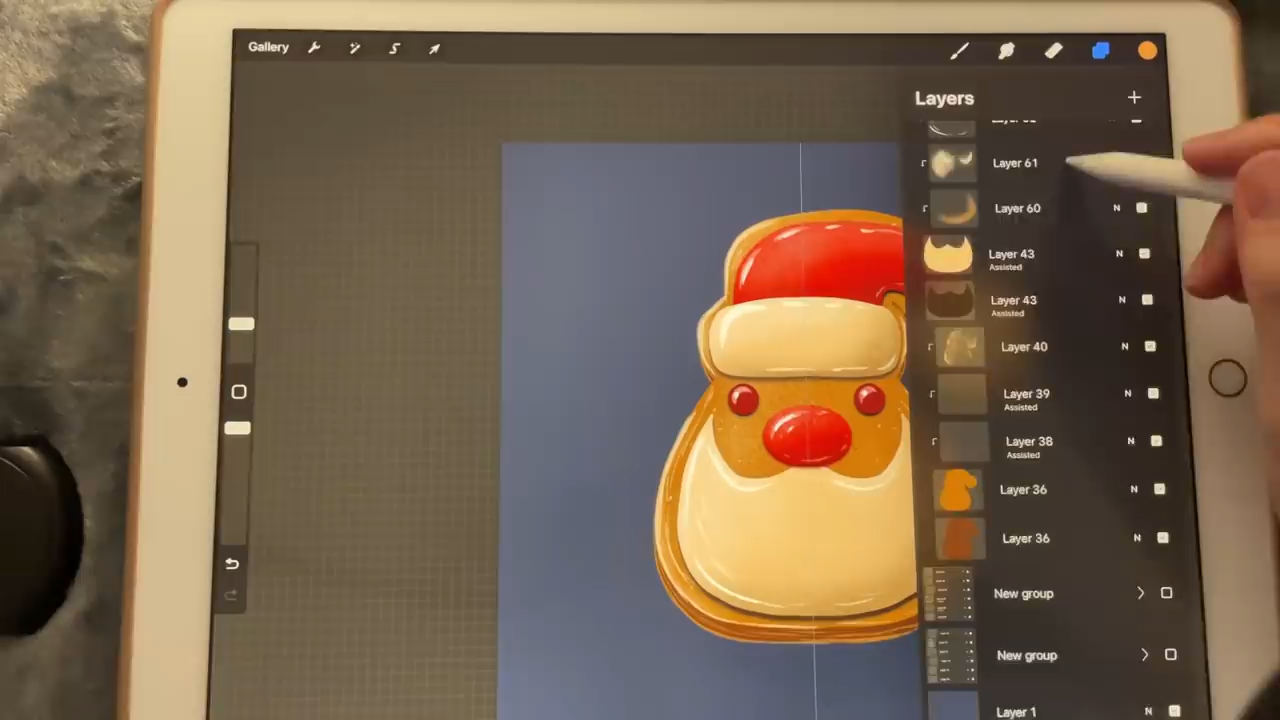 Gallery
Layers
Layer 61
Layer 60
N
Layer 43
N
Assisted
Layer 43
N
Assisted
Layer 40
N
Layer 39
N
Assisted
Layer 38
N
Assisted
Layer 36
N
Layer 36
N
New group
New group
Layer 1
N